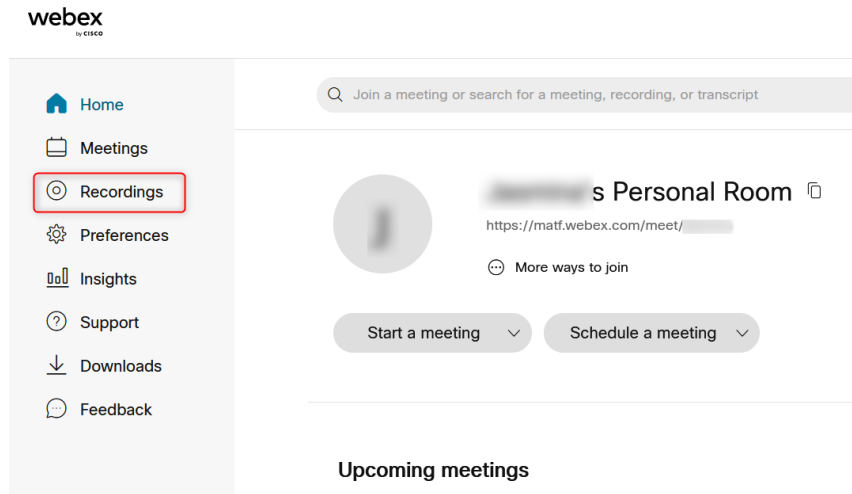 webex
by CISCO
Home
Meetings
Recordings
Preferences
Insights
Support
Downloads
Feedback
Join a meeting or search for a meeting, recording, or transcript
s Personal Room
https://matf.webex.com/meet/
More ways to join
Start a meeting
Schedule a meeting
Upcoming meetings